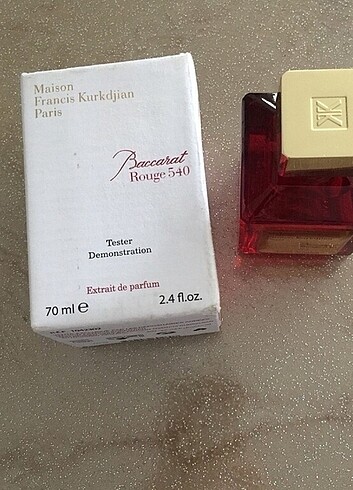 Maison
Francis Kurkdjian
Paris
Baccarat
Rouge 540
Tester
Demonstration
Extrait de parfum
70 ml e
2.4 fl.oz.